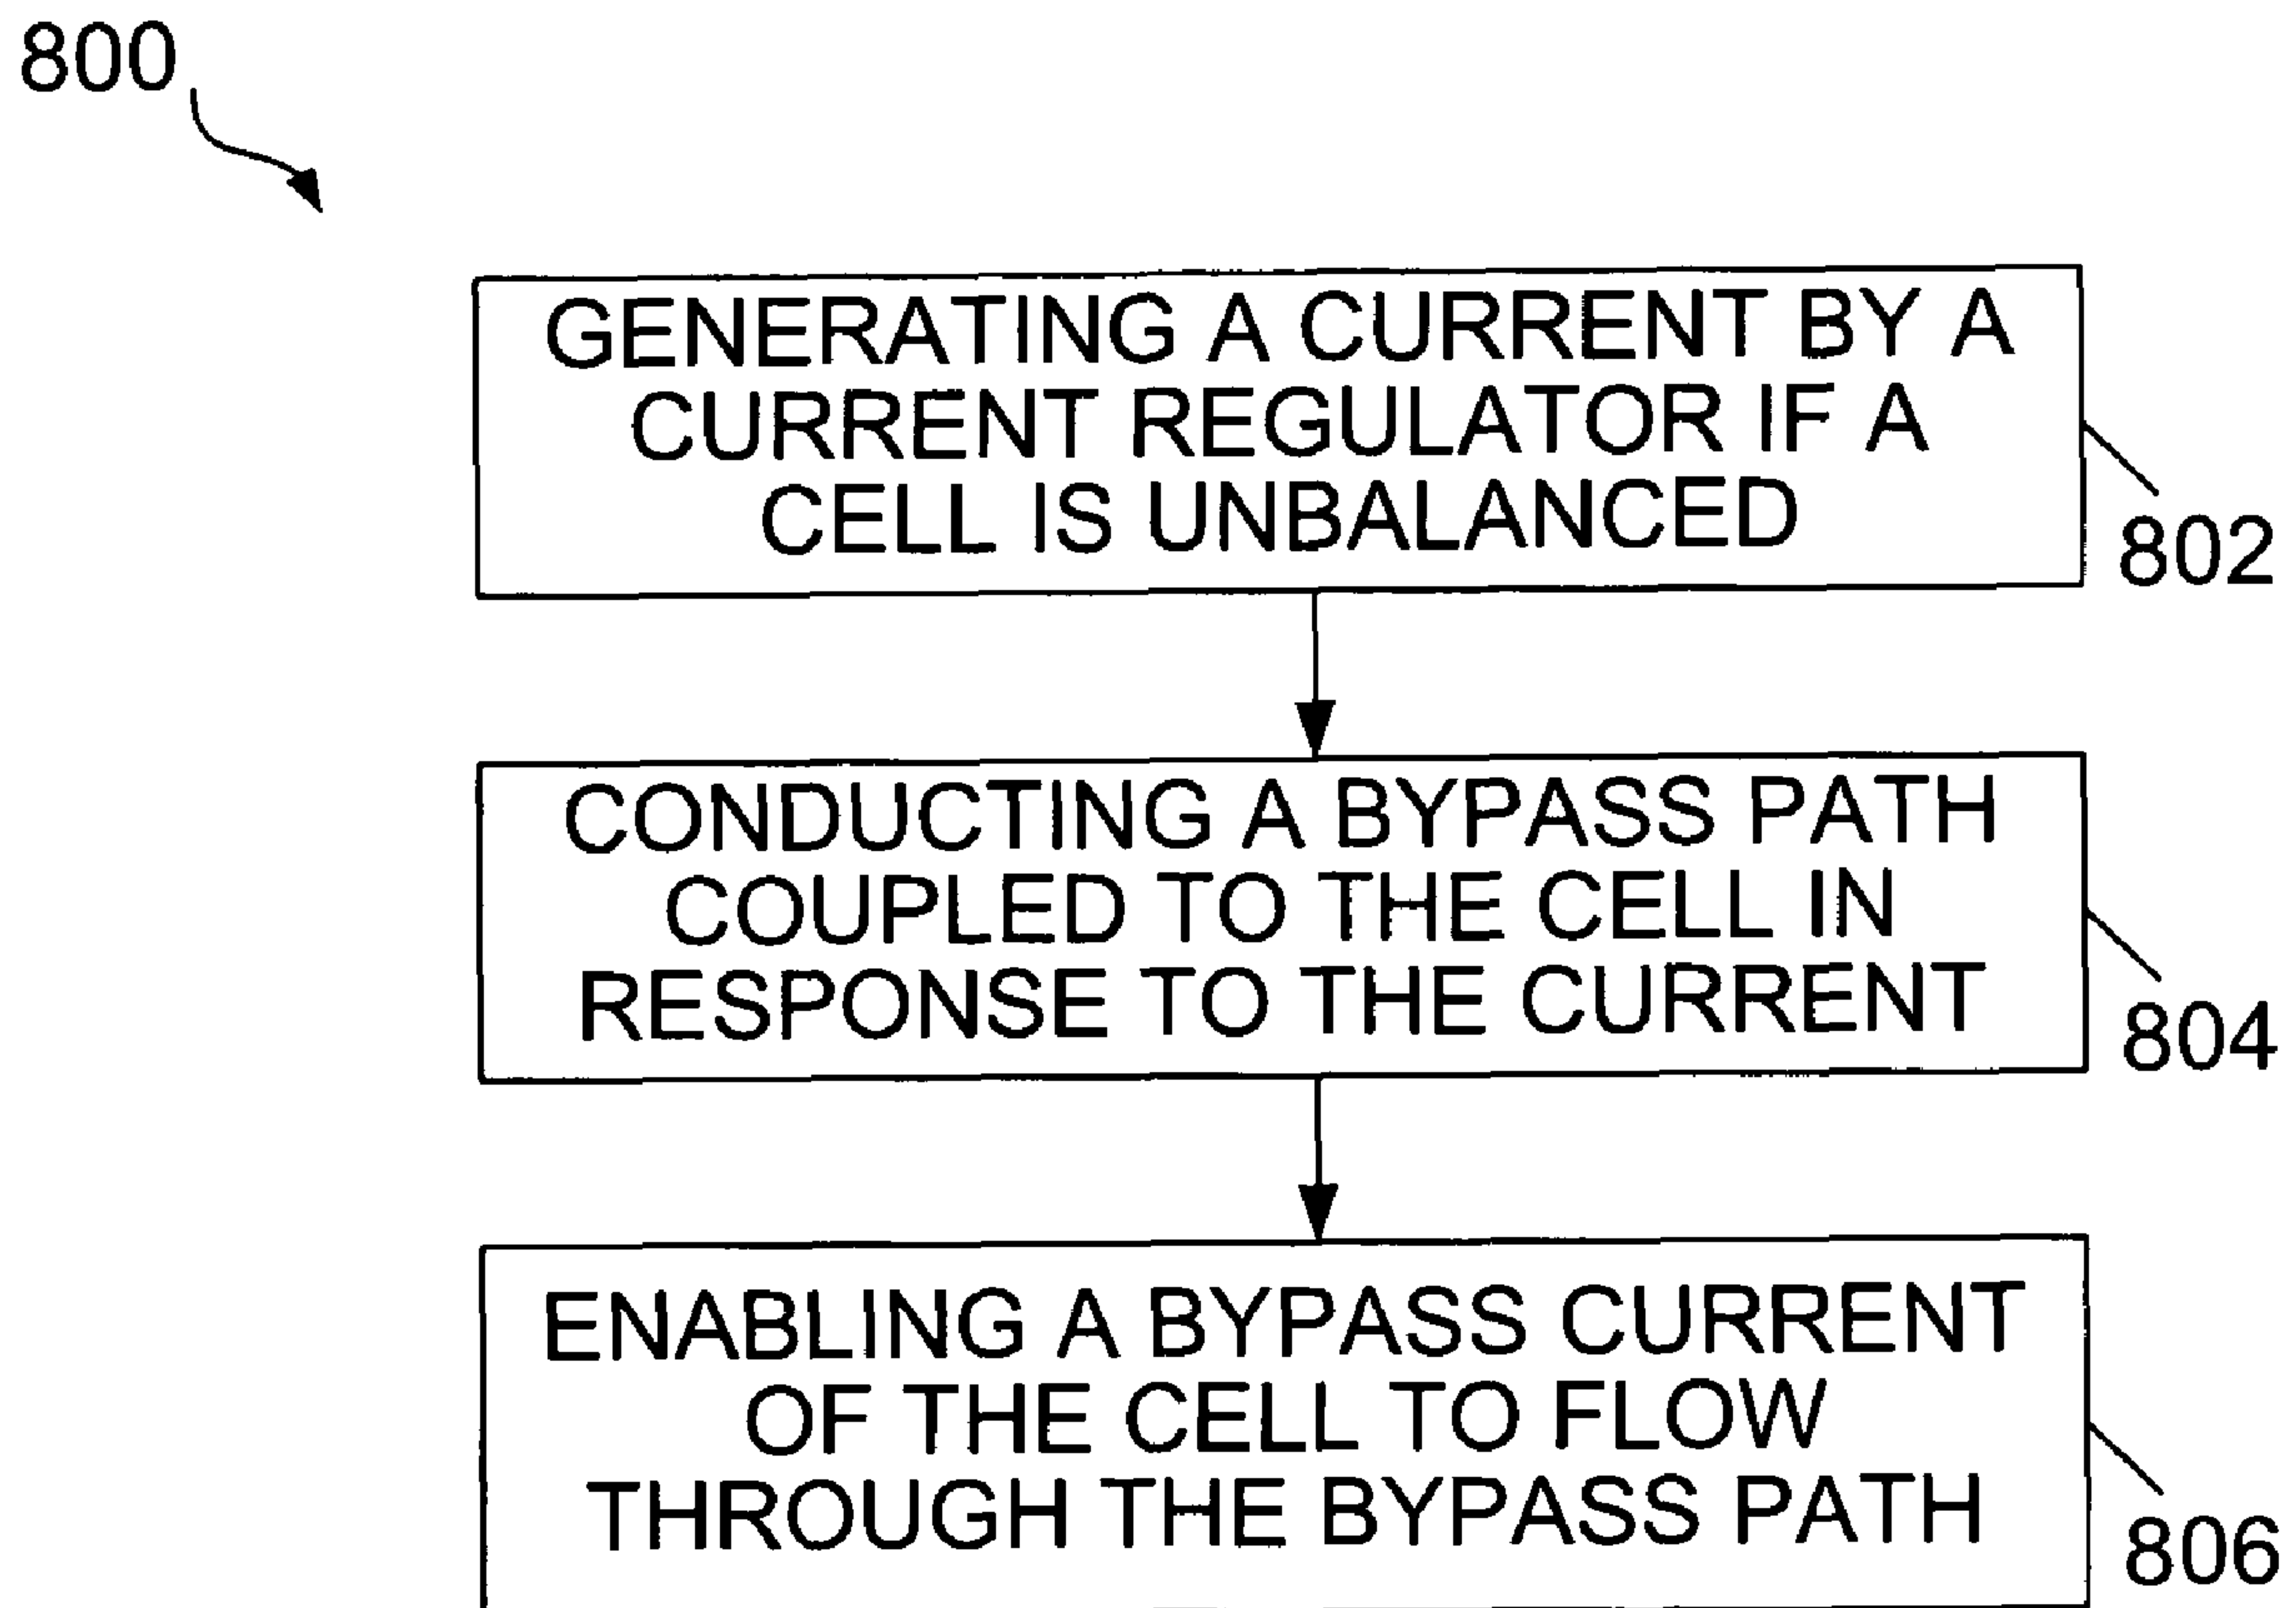 800
GENERATING A CURRENT BY A
CURRENT REGULATOR IF A
CELL IS UNBALANCED
802
CONDUCTING A BYPASS PATH
COUPLED TO THE CELL IN
RESPONSE TO THE CURRENT
804
ENABLING A BYPASS CURRENT
OF THE CELL TO FLOW
THROUGH THE BYPASS PATH
806